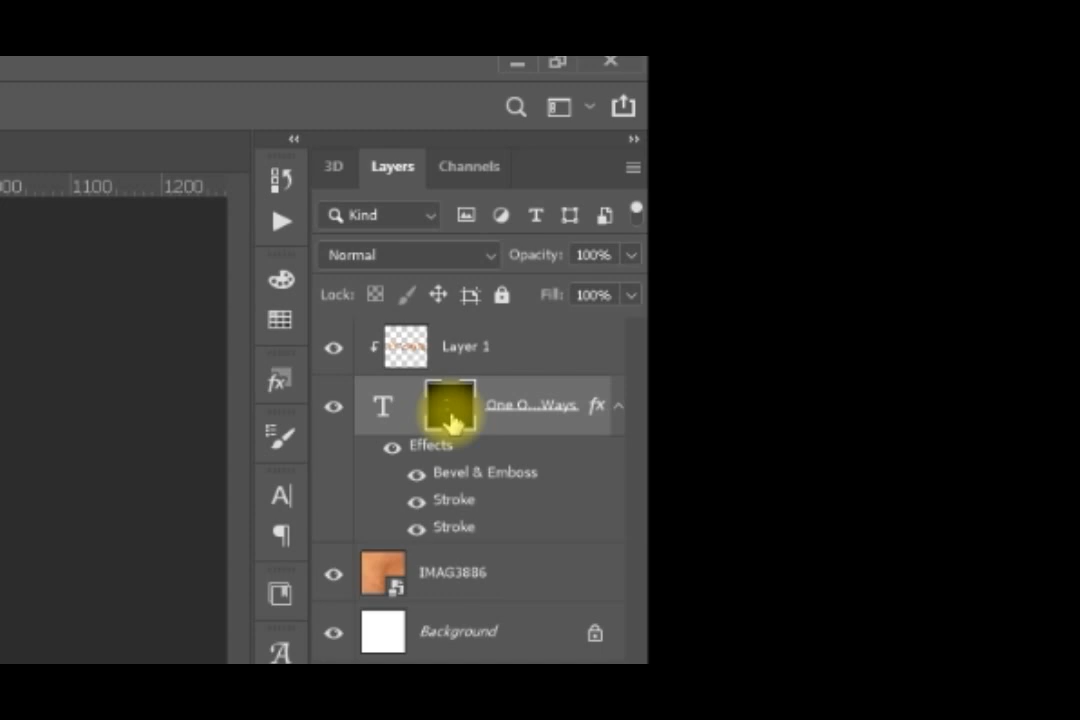 1100
1200
3D
Layers
Channels
Kind
T
Normal
Opacity: 100%
Lock:
Fill: 100%
Layer 1
T
One O...Ways
fx
fx
Effects
Bevel & Emboss
A
Stroke
Stroke
¶
IMAG3886
Background
A